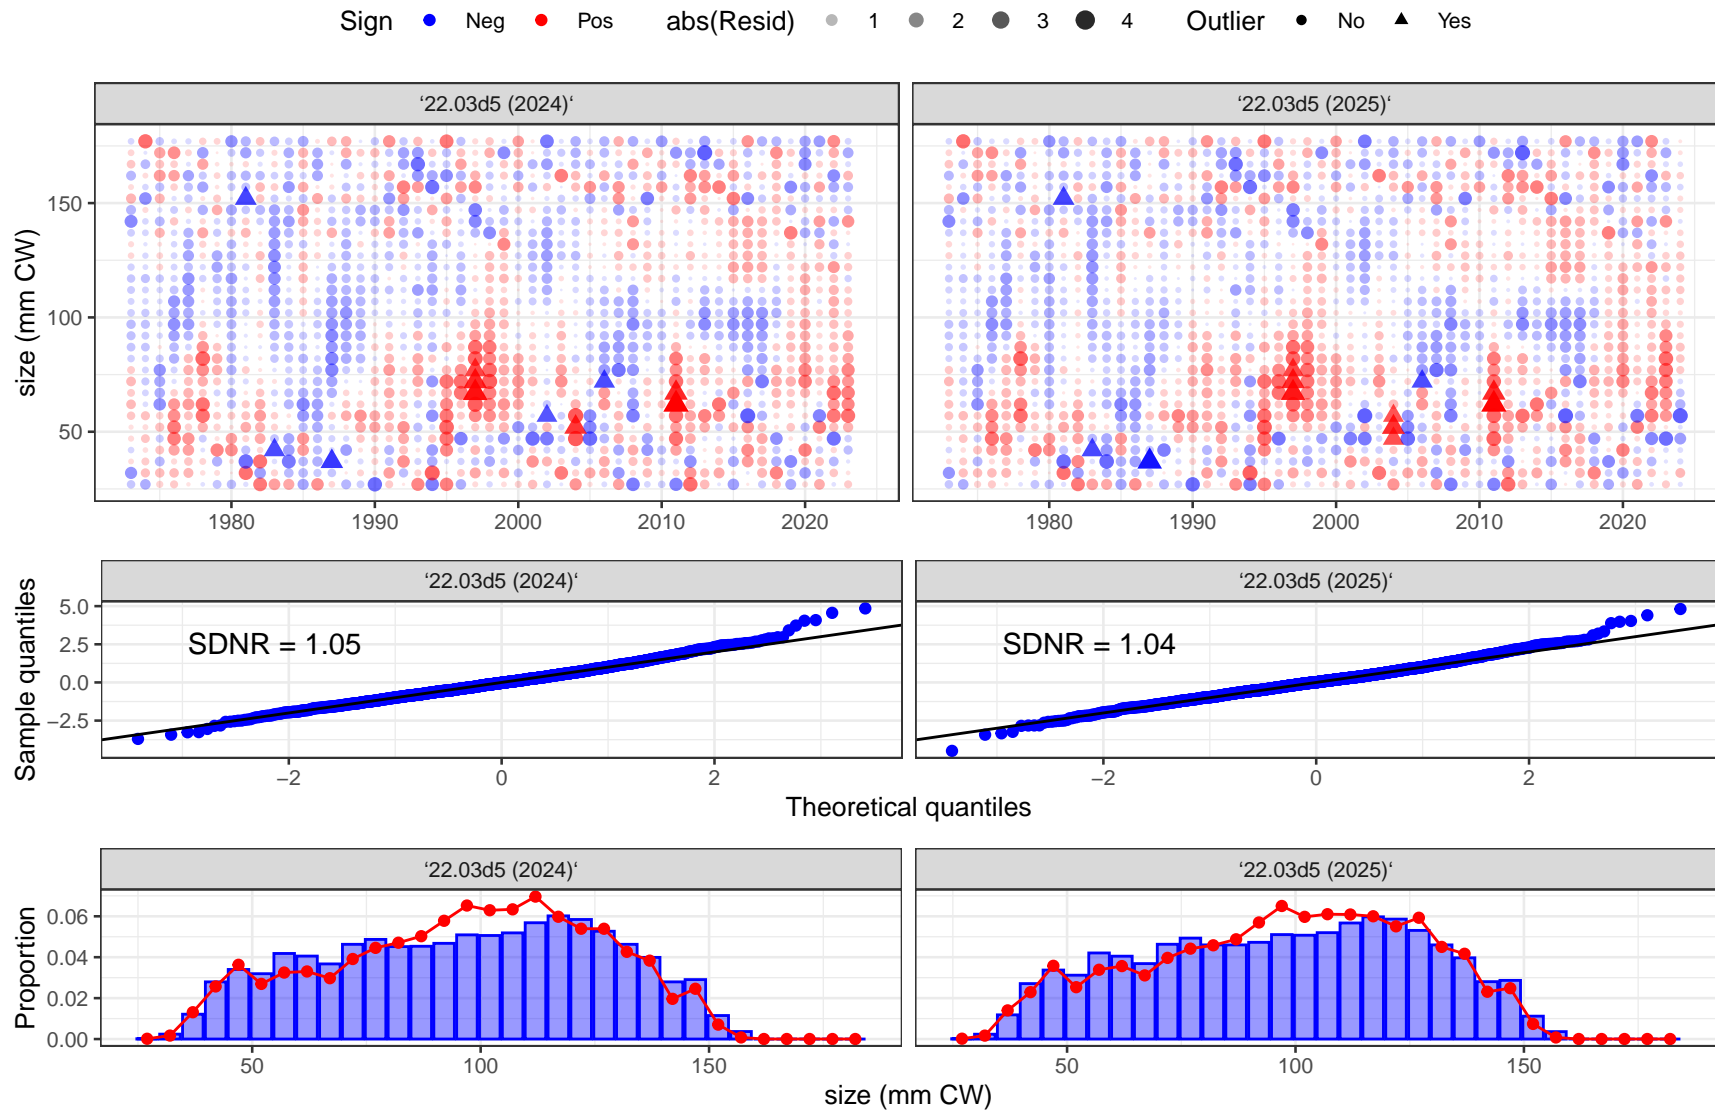 Sign Neg Pos abs(Resid) 1 2 3 4 Outlier No Yes
‘22.03d5 (2024)‘ ‘22.03d5 (2025)‘
size (mm CW)
150
100
50
1980 1990 2000 2010 2020 1980 1990 2000 2010 2020
‘22.03d5 (2024)‘ ‘22.03d5 (2025)‘
Sample quantiles
5.0
2.5
0.0
−2.5
SDNR = 1.05 SDNR = 1.04
−2 0 2 −2 0 2
Theoretical quantiles
‘22.03d5 (2024)‘ ‘22.03d5 (2025)‘
Proportion
0.06
0.04
0.02
0.00
50 100 150 50 100 150
size (mm CW)